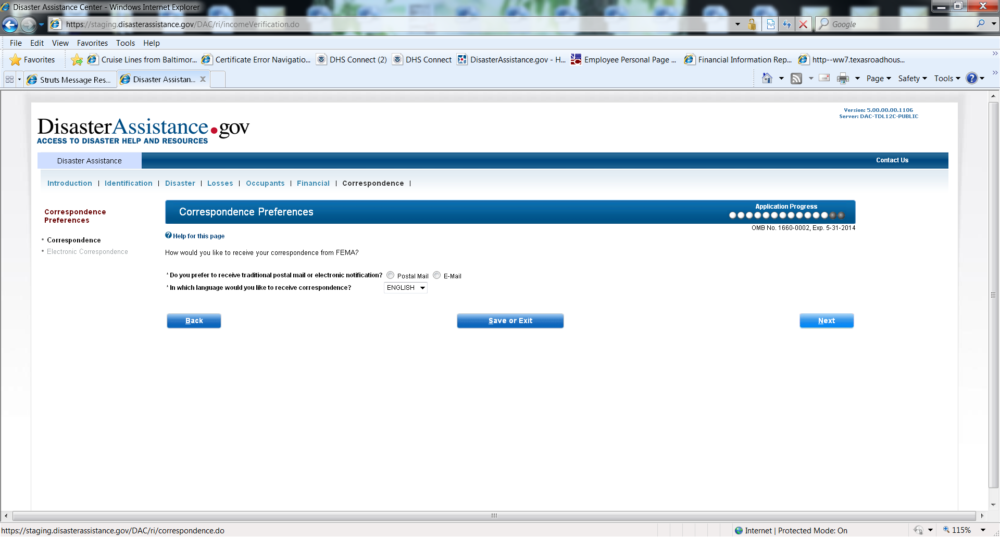 Disaster Assistance Center - Windows Internet Explorer
https://staging.disasterassistance.gov/DAC/ri/incomeVerification.do
Google
File Edit View Favorites Tools Help
Favorites Cruise Lines from Baltimor... Certificate Error Navigatio... DHS Connect (2) DHS Connect DisasterAssistance.gov - H... Employee Personal Page ... Financial Information Rep... http--ww7.texasroadhous...
Struts Message Res... Disaster Assistan... Page Safety Tools
Version: 5.00.00.00.1106
Server: DAC-TDL12C-PUBLIC
DisasterAssistance.gov
ACCESS TO DISASTER HELP AND RESOURCES
Disaster Assistance Contact Us
Introduction | Identification | Disaster | Losses | Occupants | Financial | Correspondence |
Correspondence
Preferences
• Correspondence
• Electronic Correspondence
Correspondence Preferences
Application Progress
OMB No. 1660-0002, Exp. 5-31-2014
Help for this page
How would you like to receive your correspondence from FEMA?
* Do you prefer to receive traditional postal mail or electronic notification? Postal Mail E-Mail
* In which language would you like to receive correspondence? ENGLISH
Back Save or Exit Next
https://staging.disasterassistance.gov/DAC/ri/correspondence.do
Internet | Protected Mode: On
115%